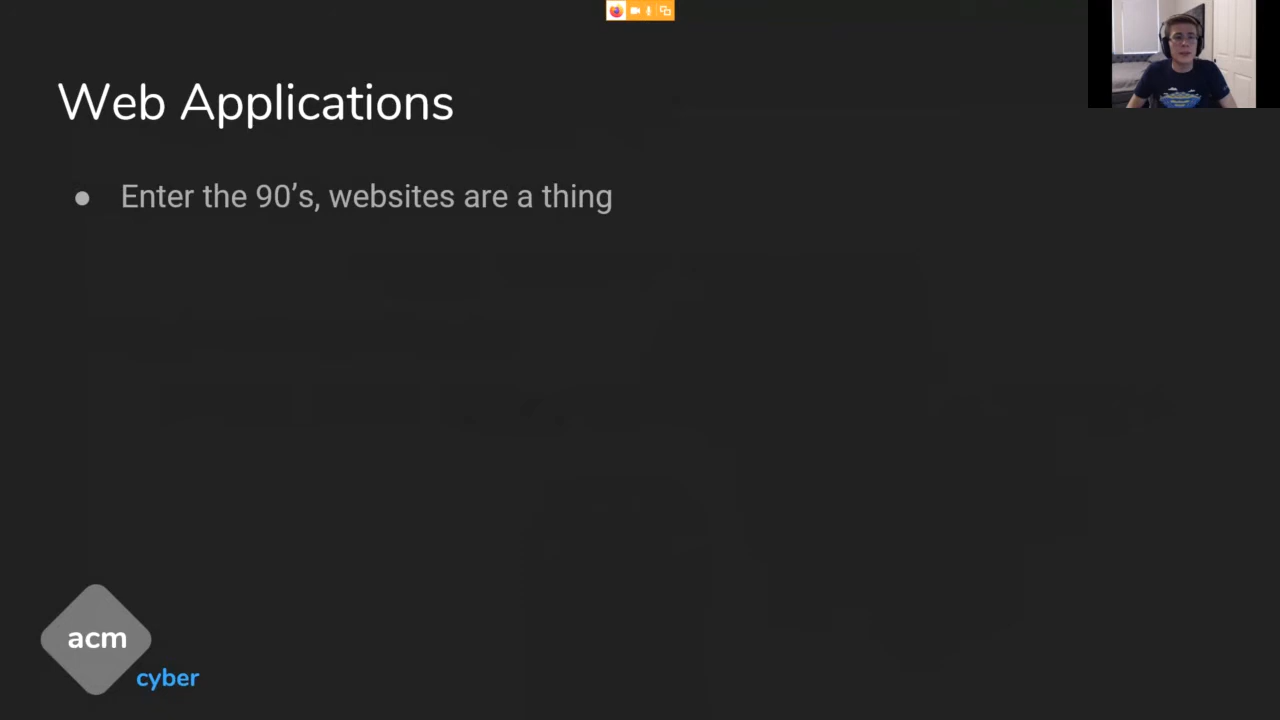 Web Applications
● Enter the 90’s, websites are a thing
acm
cyber